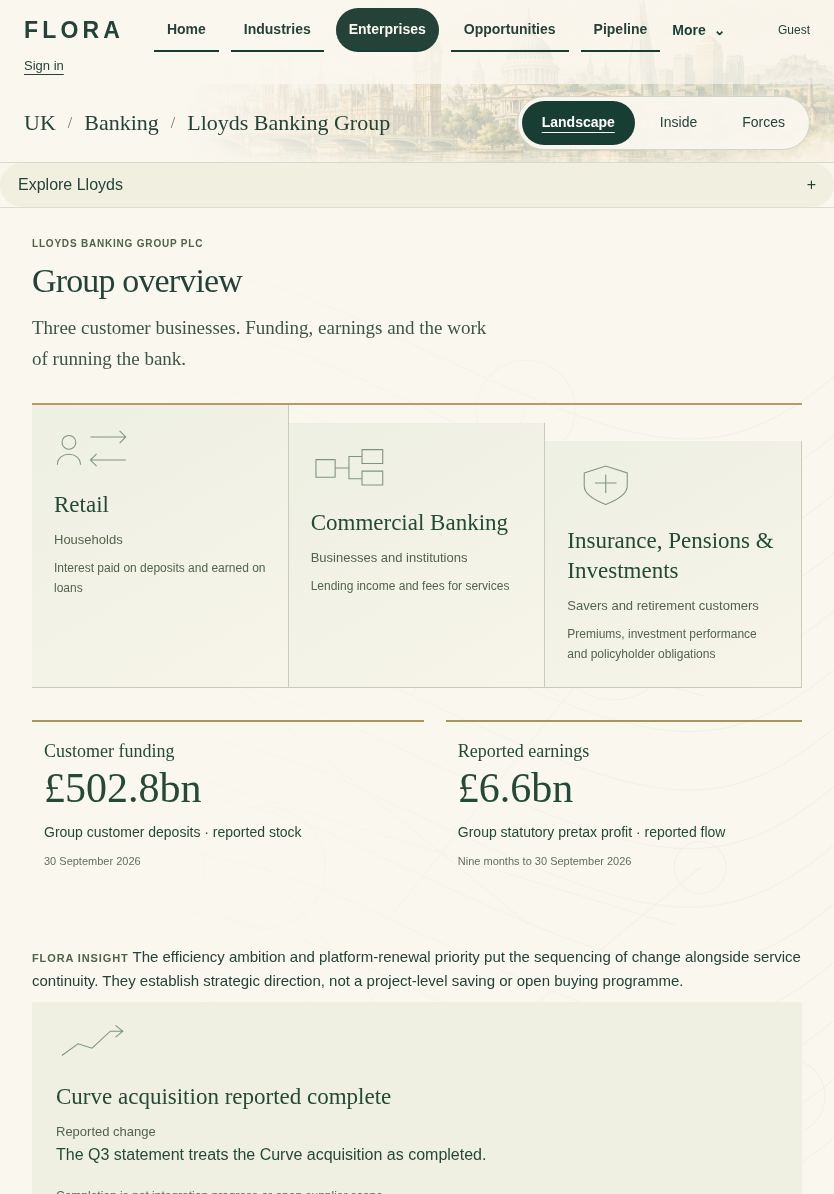 FLORA
Home
Industries
Enterprises
Opportunities
Pipeline
More
Guest
Sign in
UK / Banking / Lloyds Banking Group
Landscape
Inside
Forces
Explore Lloyds
+
LLOYDS BANKING GROUP PLC
Group overview
Three customer businesses. Funding, earnings and the work
of running the bank.
Retail
Households
Interest paid on deposits and earned on
loans
Commercial Banking
Businesses and institutions
Lending income and fees for services
Insurance, Pensions &
Investments
Savers and retirement customers
Premiums, investment performance
and policyholder obligations
Customer funding
£502.8bn
Group customer deposits · reported stock
30 September 2026
Reported earnings
£6.6bn
Group statutory pretax profit · reported flow
Nine months to 30 September 2026
FLORA INSIGHT The efficiency ambition and platform-renewal priority put the sequencing of change alongside service
continuity. They establish strategic direction, not a project-level saving or open buying programme.
Curve acquisition reported complete
Reported change
The Q3 statement treats the Curve acquisition as completed.